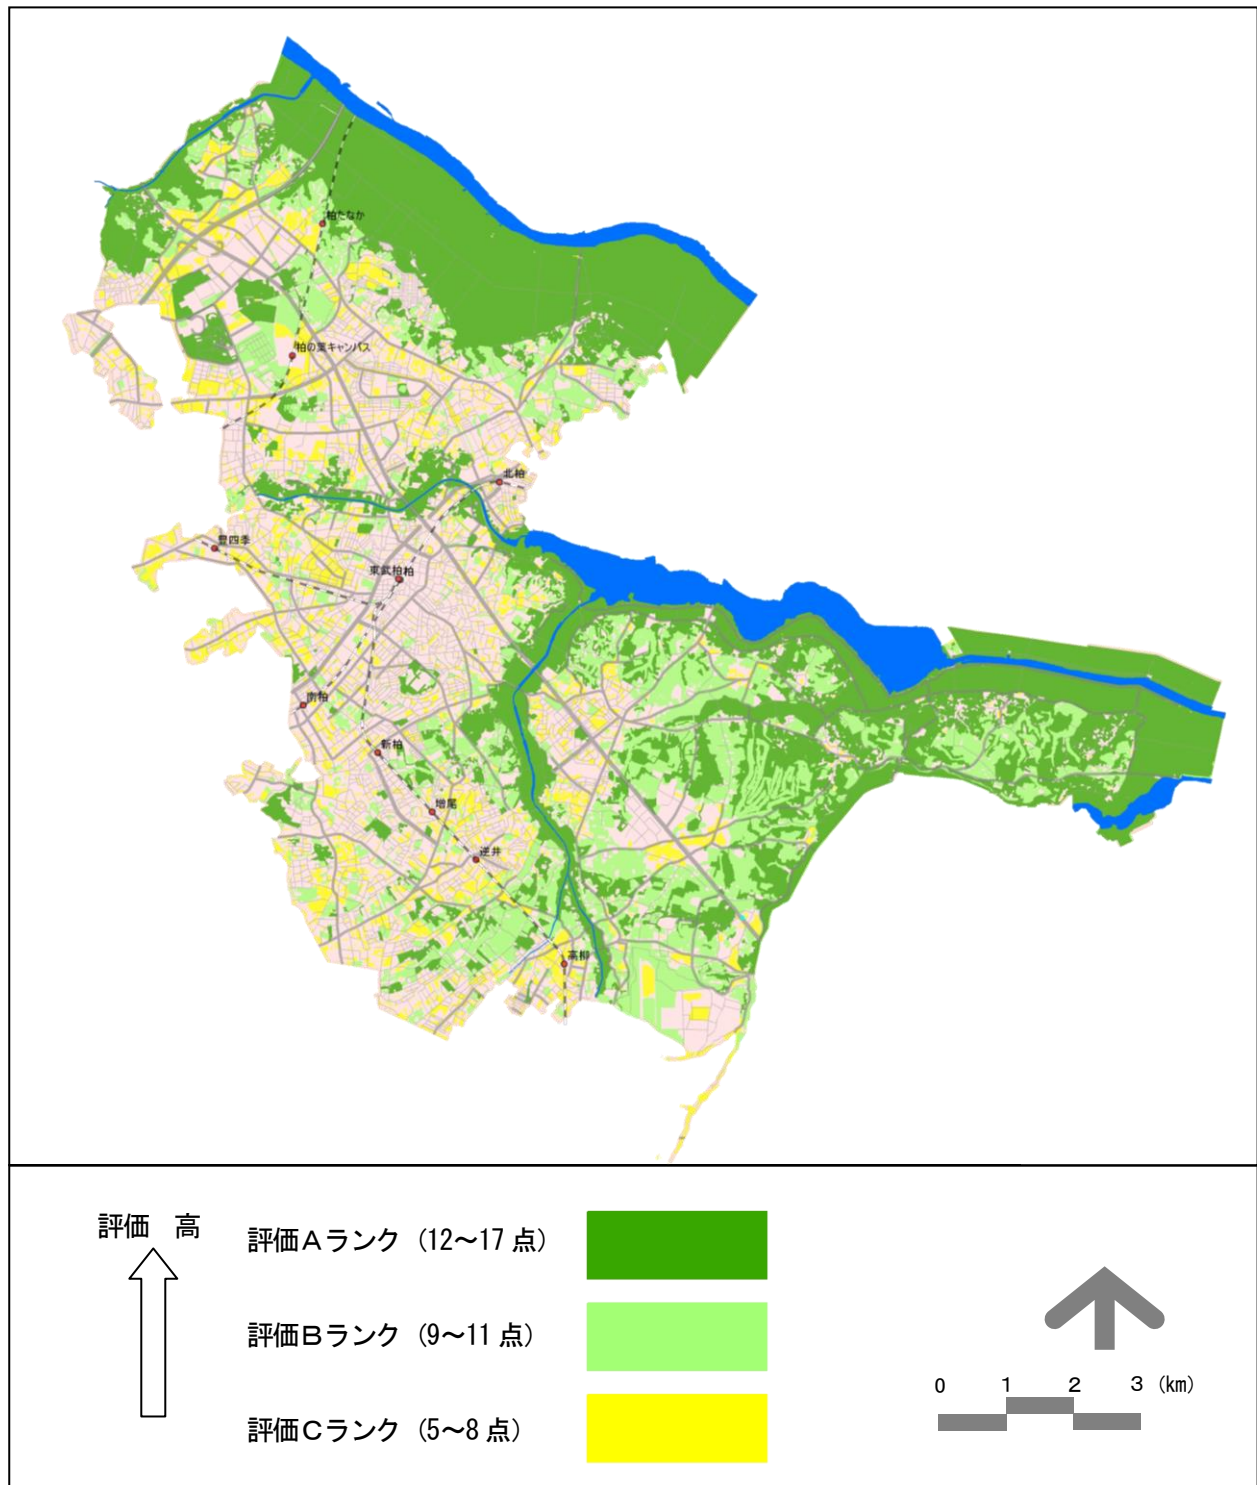 柏たなか
柏の葉キャンパス
北柏
豊四季
東武柏柏
南柏
新柏
増尾
逆井
高柳
評価 高
評価Aランク (12～17点)
評価Bランク (9～11点)
評価Cランク (5～8点)
0 1 2 3 (km)